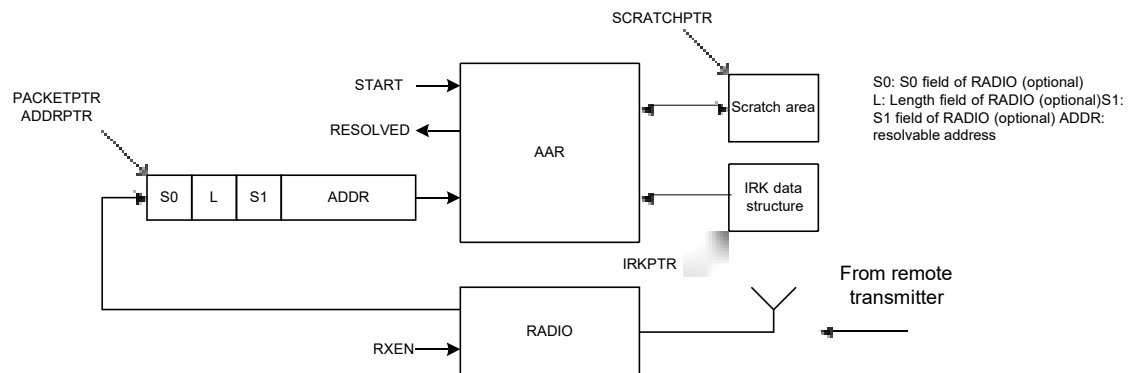 SCRATCHPTR
S0: S0 field of RADIO (optional)
L: Length field of RADIO (optional)S1:
S1 field of RADIO (optional) ADDR:
resolvable address
START
PACKETPTR
ADDRPTR
Scratch area
RESOLVED
AAR
S0
L
S1
ADDR
IRK data
structure
IRKPTR
From remote
transmitter
RADIO
RXEN